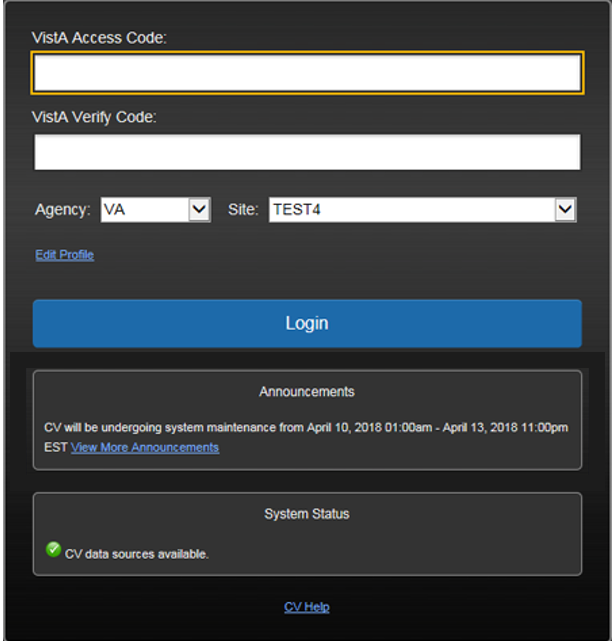 VistA Access Code:
VistA Verify Code:
Agency: VA Site: TEST4
Edit Profile
Login
Announcements
CV will be undergoing system maintenance from April 10, 2018 01:00am - April 13, 2018 11:00pm
EST View More Announcements
System Status
CV data sources available.
CV Help